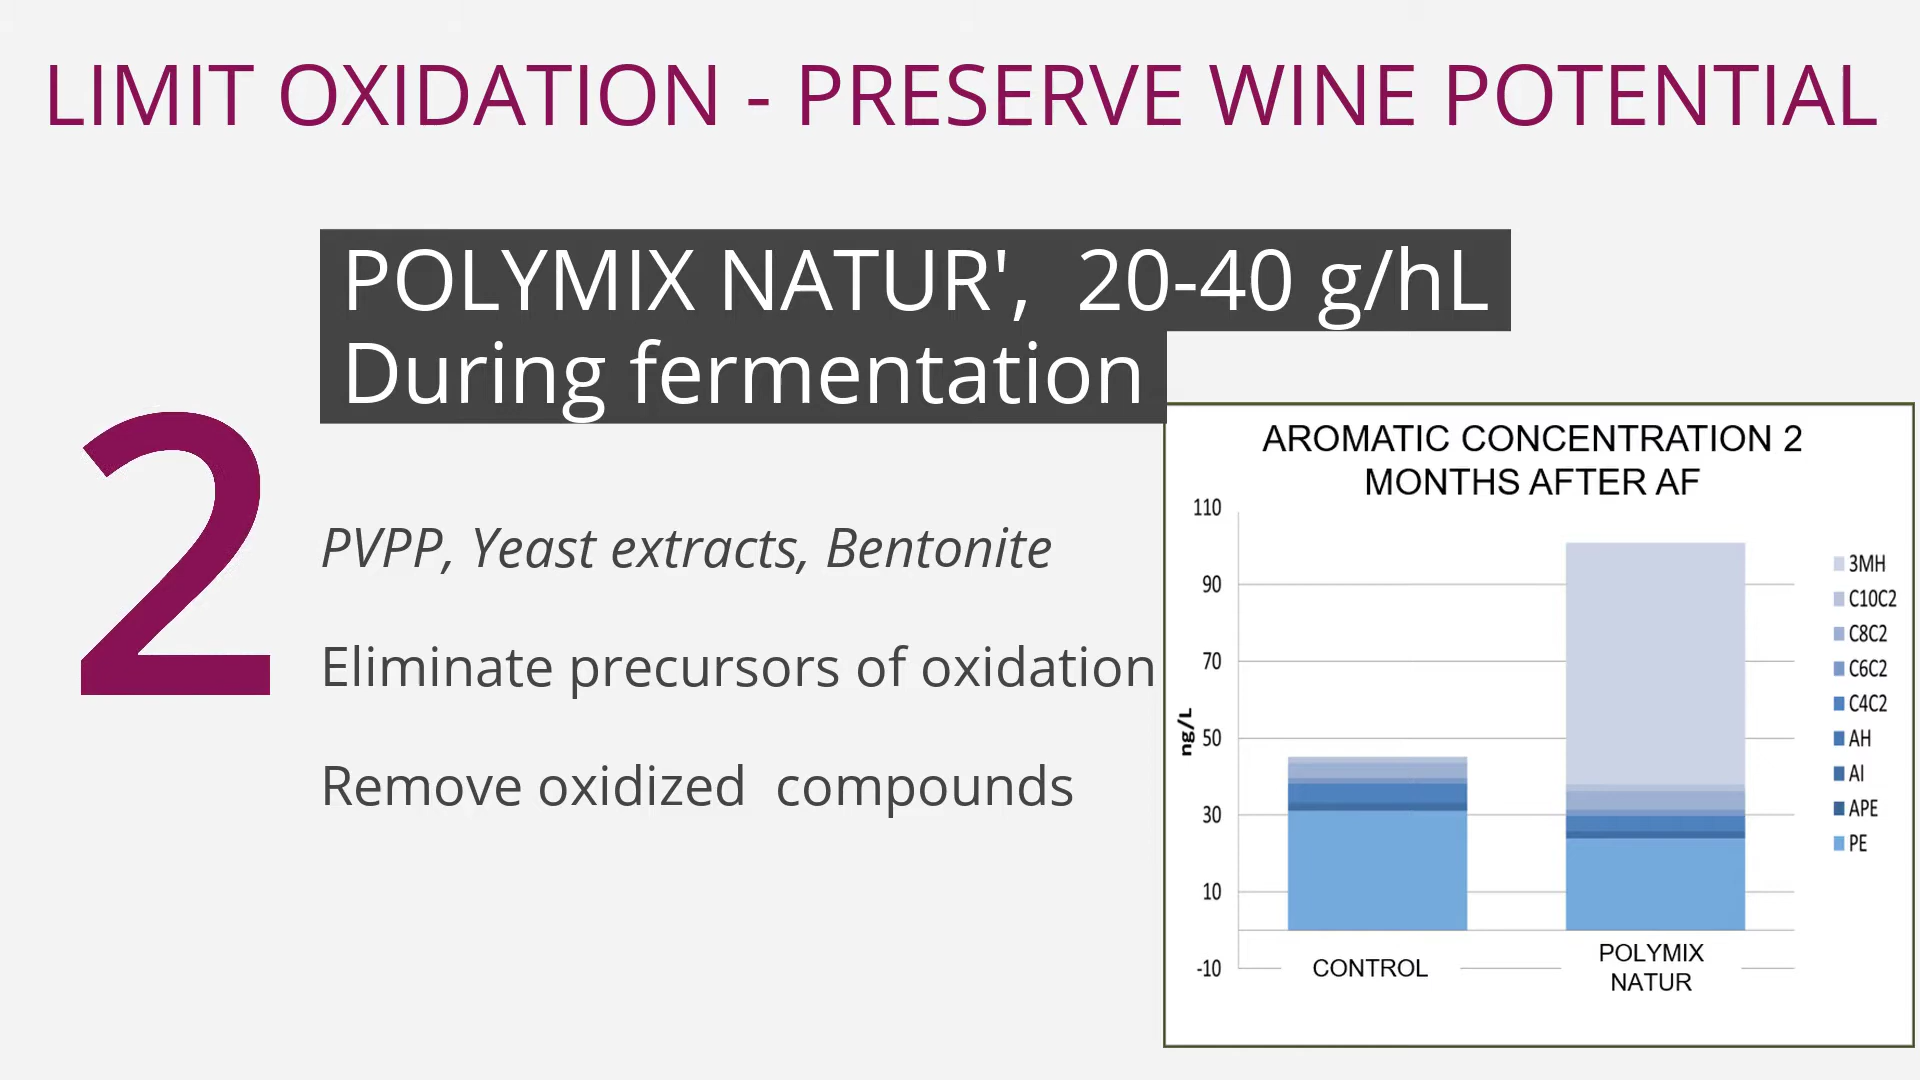 LIMIT OXIDATION - PRESERVE WINE POTENTIAL
POLYMIX NATUR', 20-40 g/hL
During fermentation
2
PVPP, Yeast extracts, Bentonite
Eliminate precursors of oxidation
Remove oxidized compounds
AROMATIC CONCENTRATION 2
MONTHS AFTER AF
110
90
70
50
30
10
-10
ng/L
CONTROL
POLYMIX
NATUR
3MH
C10C2
C8C2
C6C2
C4C2
AH
AI
APE
PE